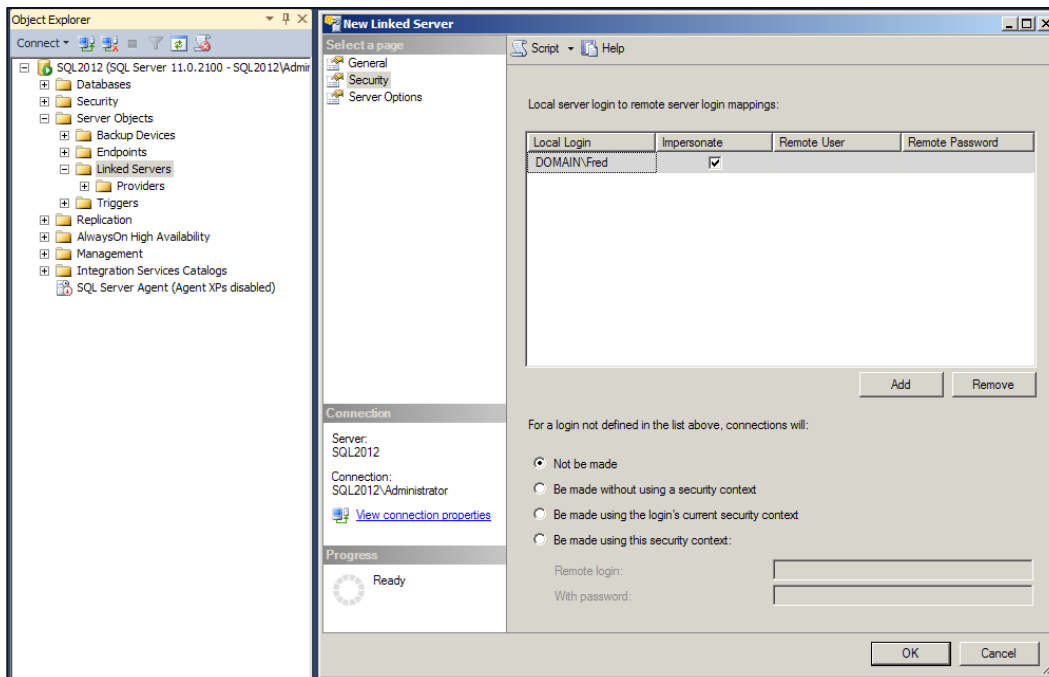 Object Explorer
Connect
SQL2012 (SQL Server 11.0.2100 - SQL2012\Admir
Databases
Security
Server Objects
Backup Devices
Endpoints
Linked Servers
Providers
Triggers
Replication
AlwaysOn High Availability
Management
Integration Services Catalogs
SQL Server Agent (Agent XPs disabled)
New Linked Server
Select a page
General
Security
Server Options
Connection
Server:
SQL2012
Connection:
SQL2012\Administrator
View connection properties
Progress
Ready
Script Help
Local server login to remote server login mappings:
Local Login Impersonate Remote User Remote Password
DOMAIN\Fred
Add Remove
For a login not defined in the list above, connections will:
Not be made
Be made without using a security context
Be made using the login's current security context
Be made using this security context:
Remote login:
With password:
OK Cancel